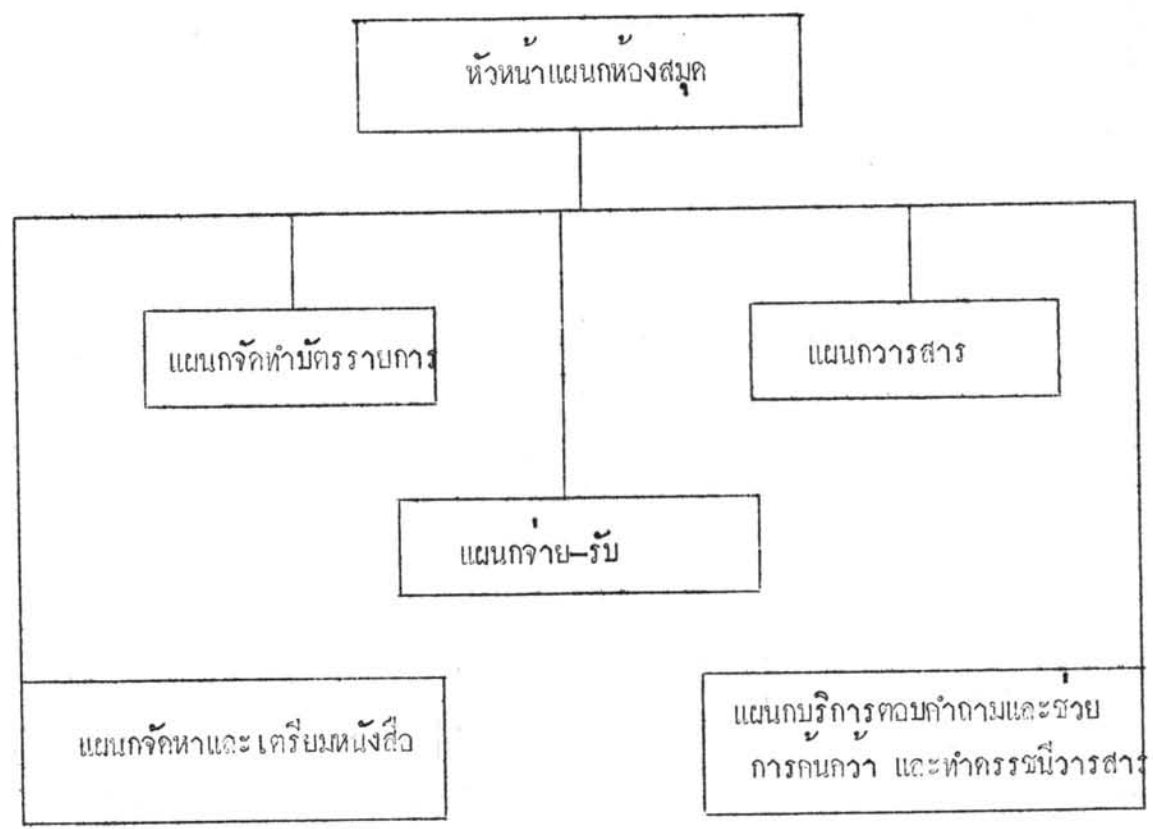 หัวหน้าแผนกห้องสมุด
แผนกจัดทำบัตรรายการ
แผนกวารสาร
แผนกจ่าย-รับ
แผนกจัดหาและเตรียมหนังสือ
แผนกบริการตอบคำถามและช่วย
การค้นคว้า และทำดรรชนีวารสาร